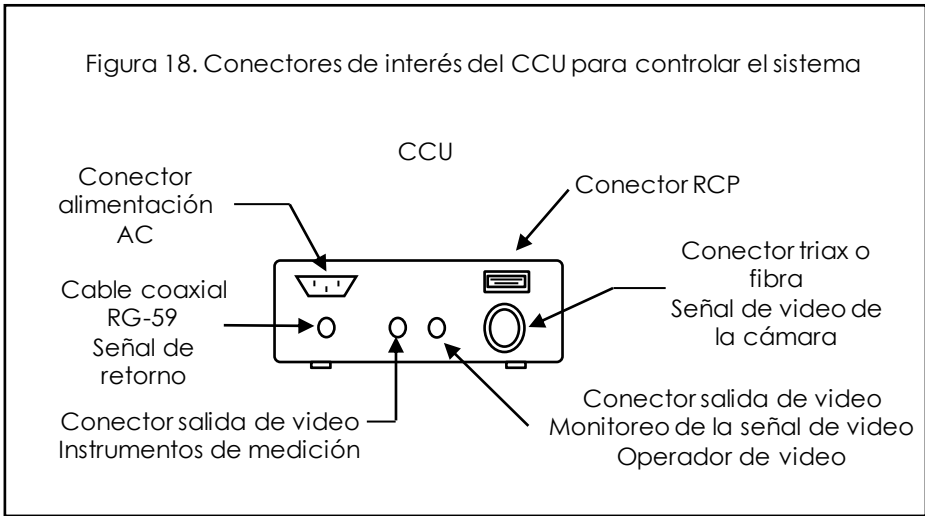 Figura 18. Conectores de interés del CCU para controlar el sistema
CCU
Conector
alimentación
AC
Conector RCP
Cable coaxial
RG-59
Señal de
retorno
Conector triax o
fibra
Señal de video de
la cámara
Conector salida de video
Instrumentos de medición
Conector salida de video
Monitoreo de la señal de video
Operador de video